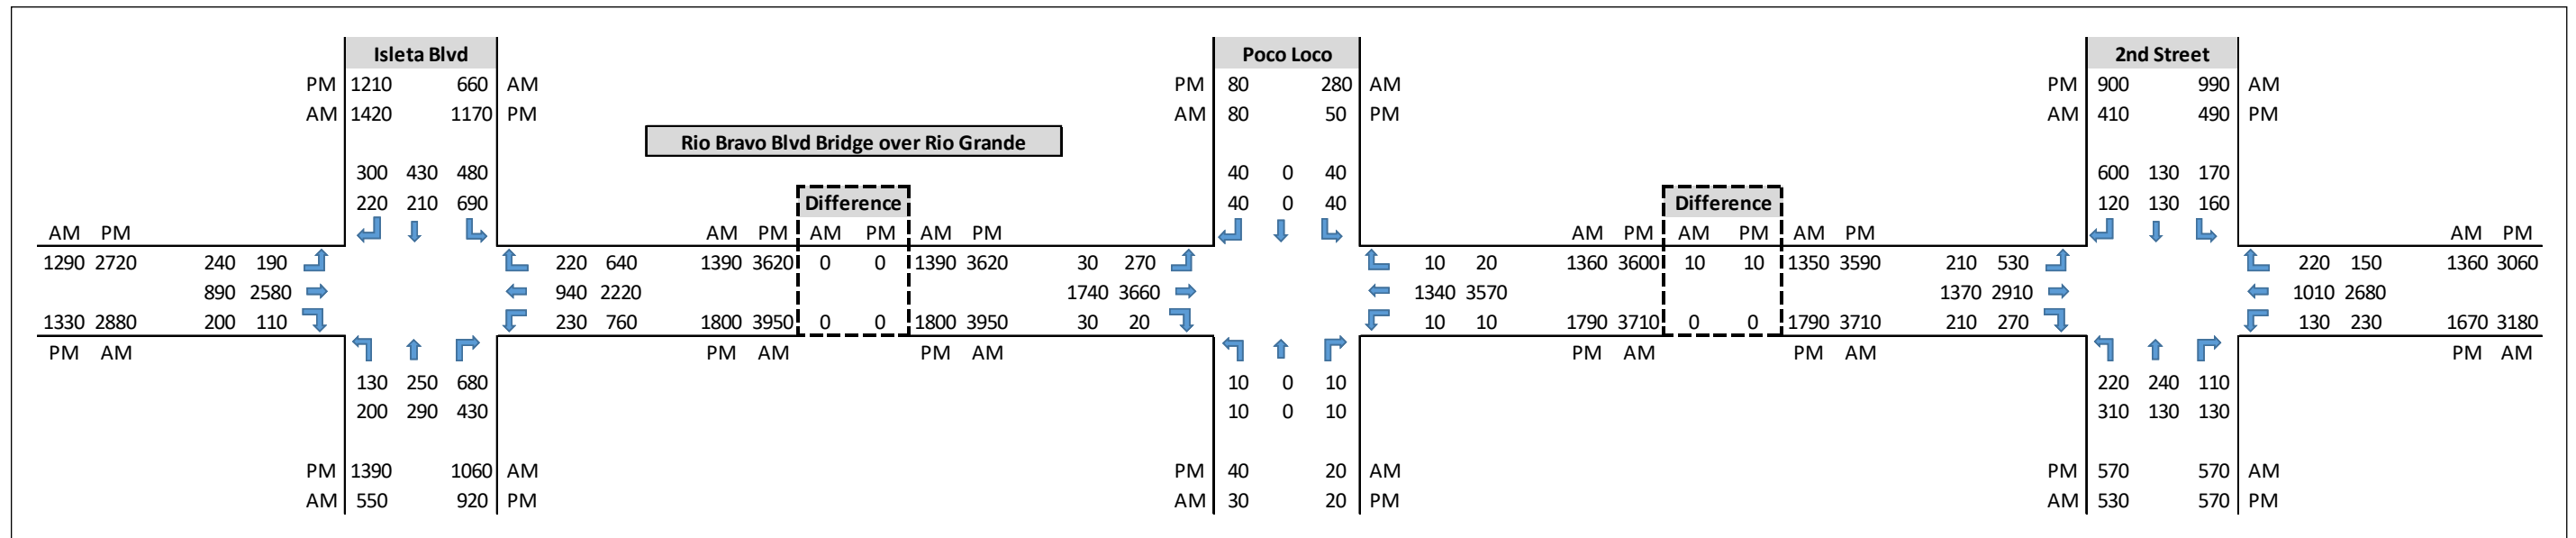 Isleta Blvd Poco Loco 2nd Street
PM 1210 660 AM PM 80 280 AM PM 900 990 AM
AM 1420 1170 PM AM 80 50 PM AM 410 490 PM
Rio Bravo Blvd Bridge over Rio Grande
300 430 480 40 0 40 600 130 170
220 210 690 Difference 40 0 40 Difference 120 130 160
AM PM AM PM AM PM AM PM AM PM AM PM AM PM AM PM
1290 2720 240 190 220 640 1390 3620 0 0 1390 3620 30 270 10 20 1360 3600 10 10 1350 3590 210 530 220 150 1360 3060
890 2580 940 2220 1740 3660 1340 3570 1370 2910 1010 2680
1330 2880 200 110 230 760 1800 3950 0 0 1800 3950 30 20 10 10 1790 3710 0 0 1790 3710 210 270 130 230 1670 3180
PM AM PM AM PM AM PM AM PM AM PM AM
130 250 680 10 0 10 220 240 110
200 290 430 10 0 10 310 130 130
PM 1390 1060 AM PM 40 20 AM PM 570 570 AM
AM 550 920 PM AM 30 20 PM AM 530 570 PM